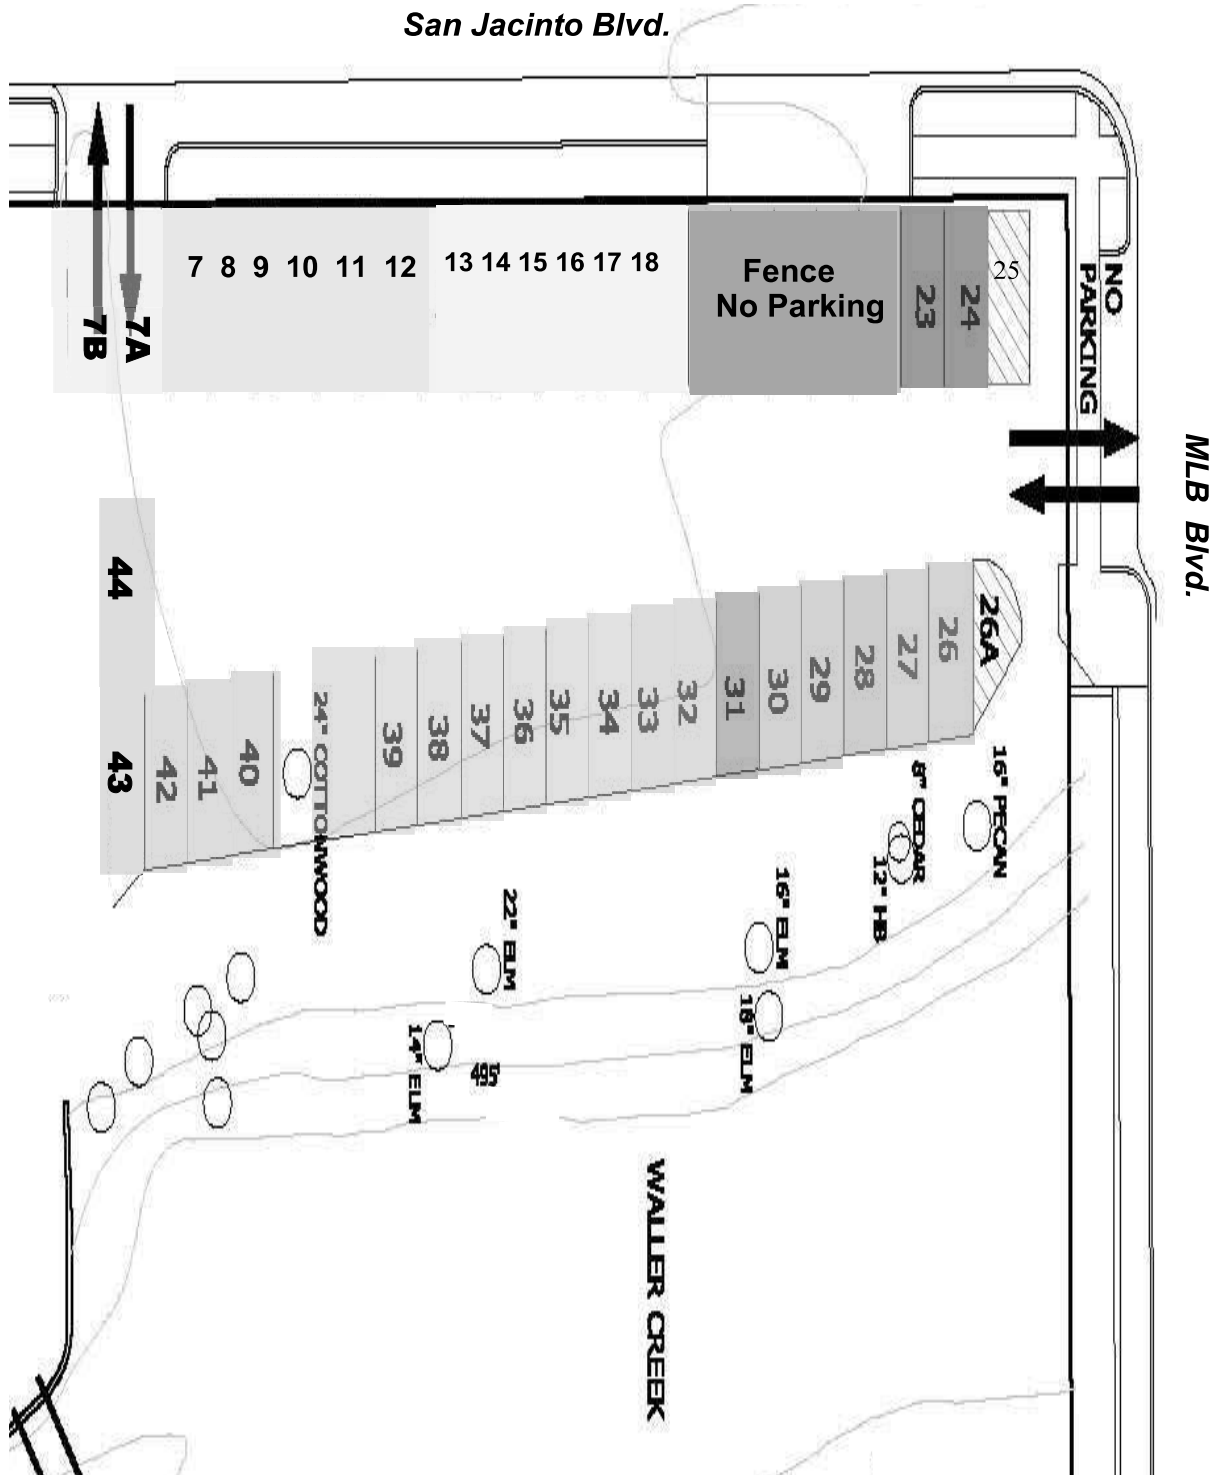 San Jacinto Blvd.
7 8 9 10 11 12 13 14 15 16 17 18
Fence
No Parking
23
24
25
7B
7A
NO
PARKING
MLB Blvd.
44
43
42
41
40
24" COTTONWOOD
39
38
37
36
35
34
33
32
31
30
29
28
27
26
26A
16" PECAN
8" CEDAR
12" HB
16" ELM
22" ELM
18" ELM
14" ELM
495
WALLER CREEK